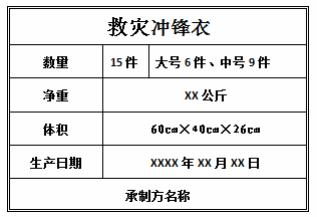 救灾冲锋衣
数量 15件 大号6件、中号9件
净重 XX公斤
体积 60cm×40cm×26cm
生产日期 XXXX年XX月XX日
承制方名称